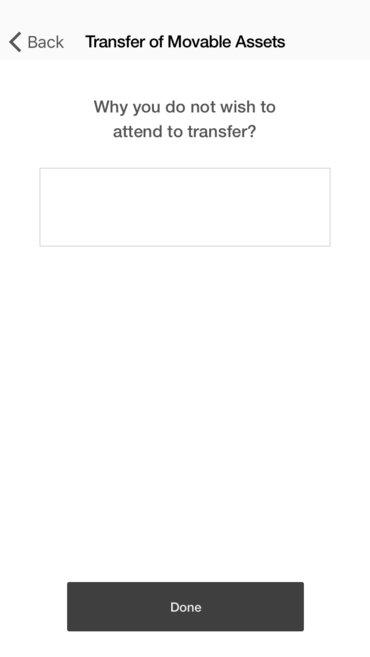 Back Transfer of Movable Assets
Why you do not wish to
attend to transfer?
Done